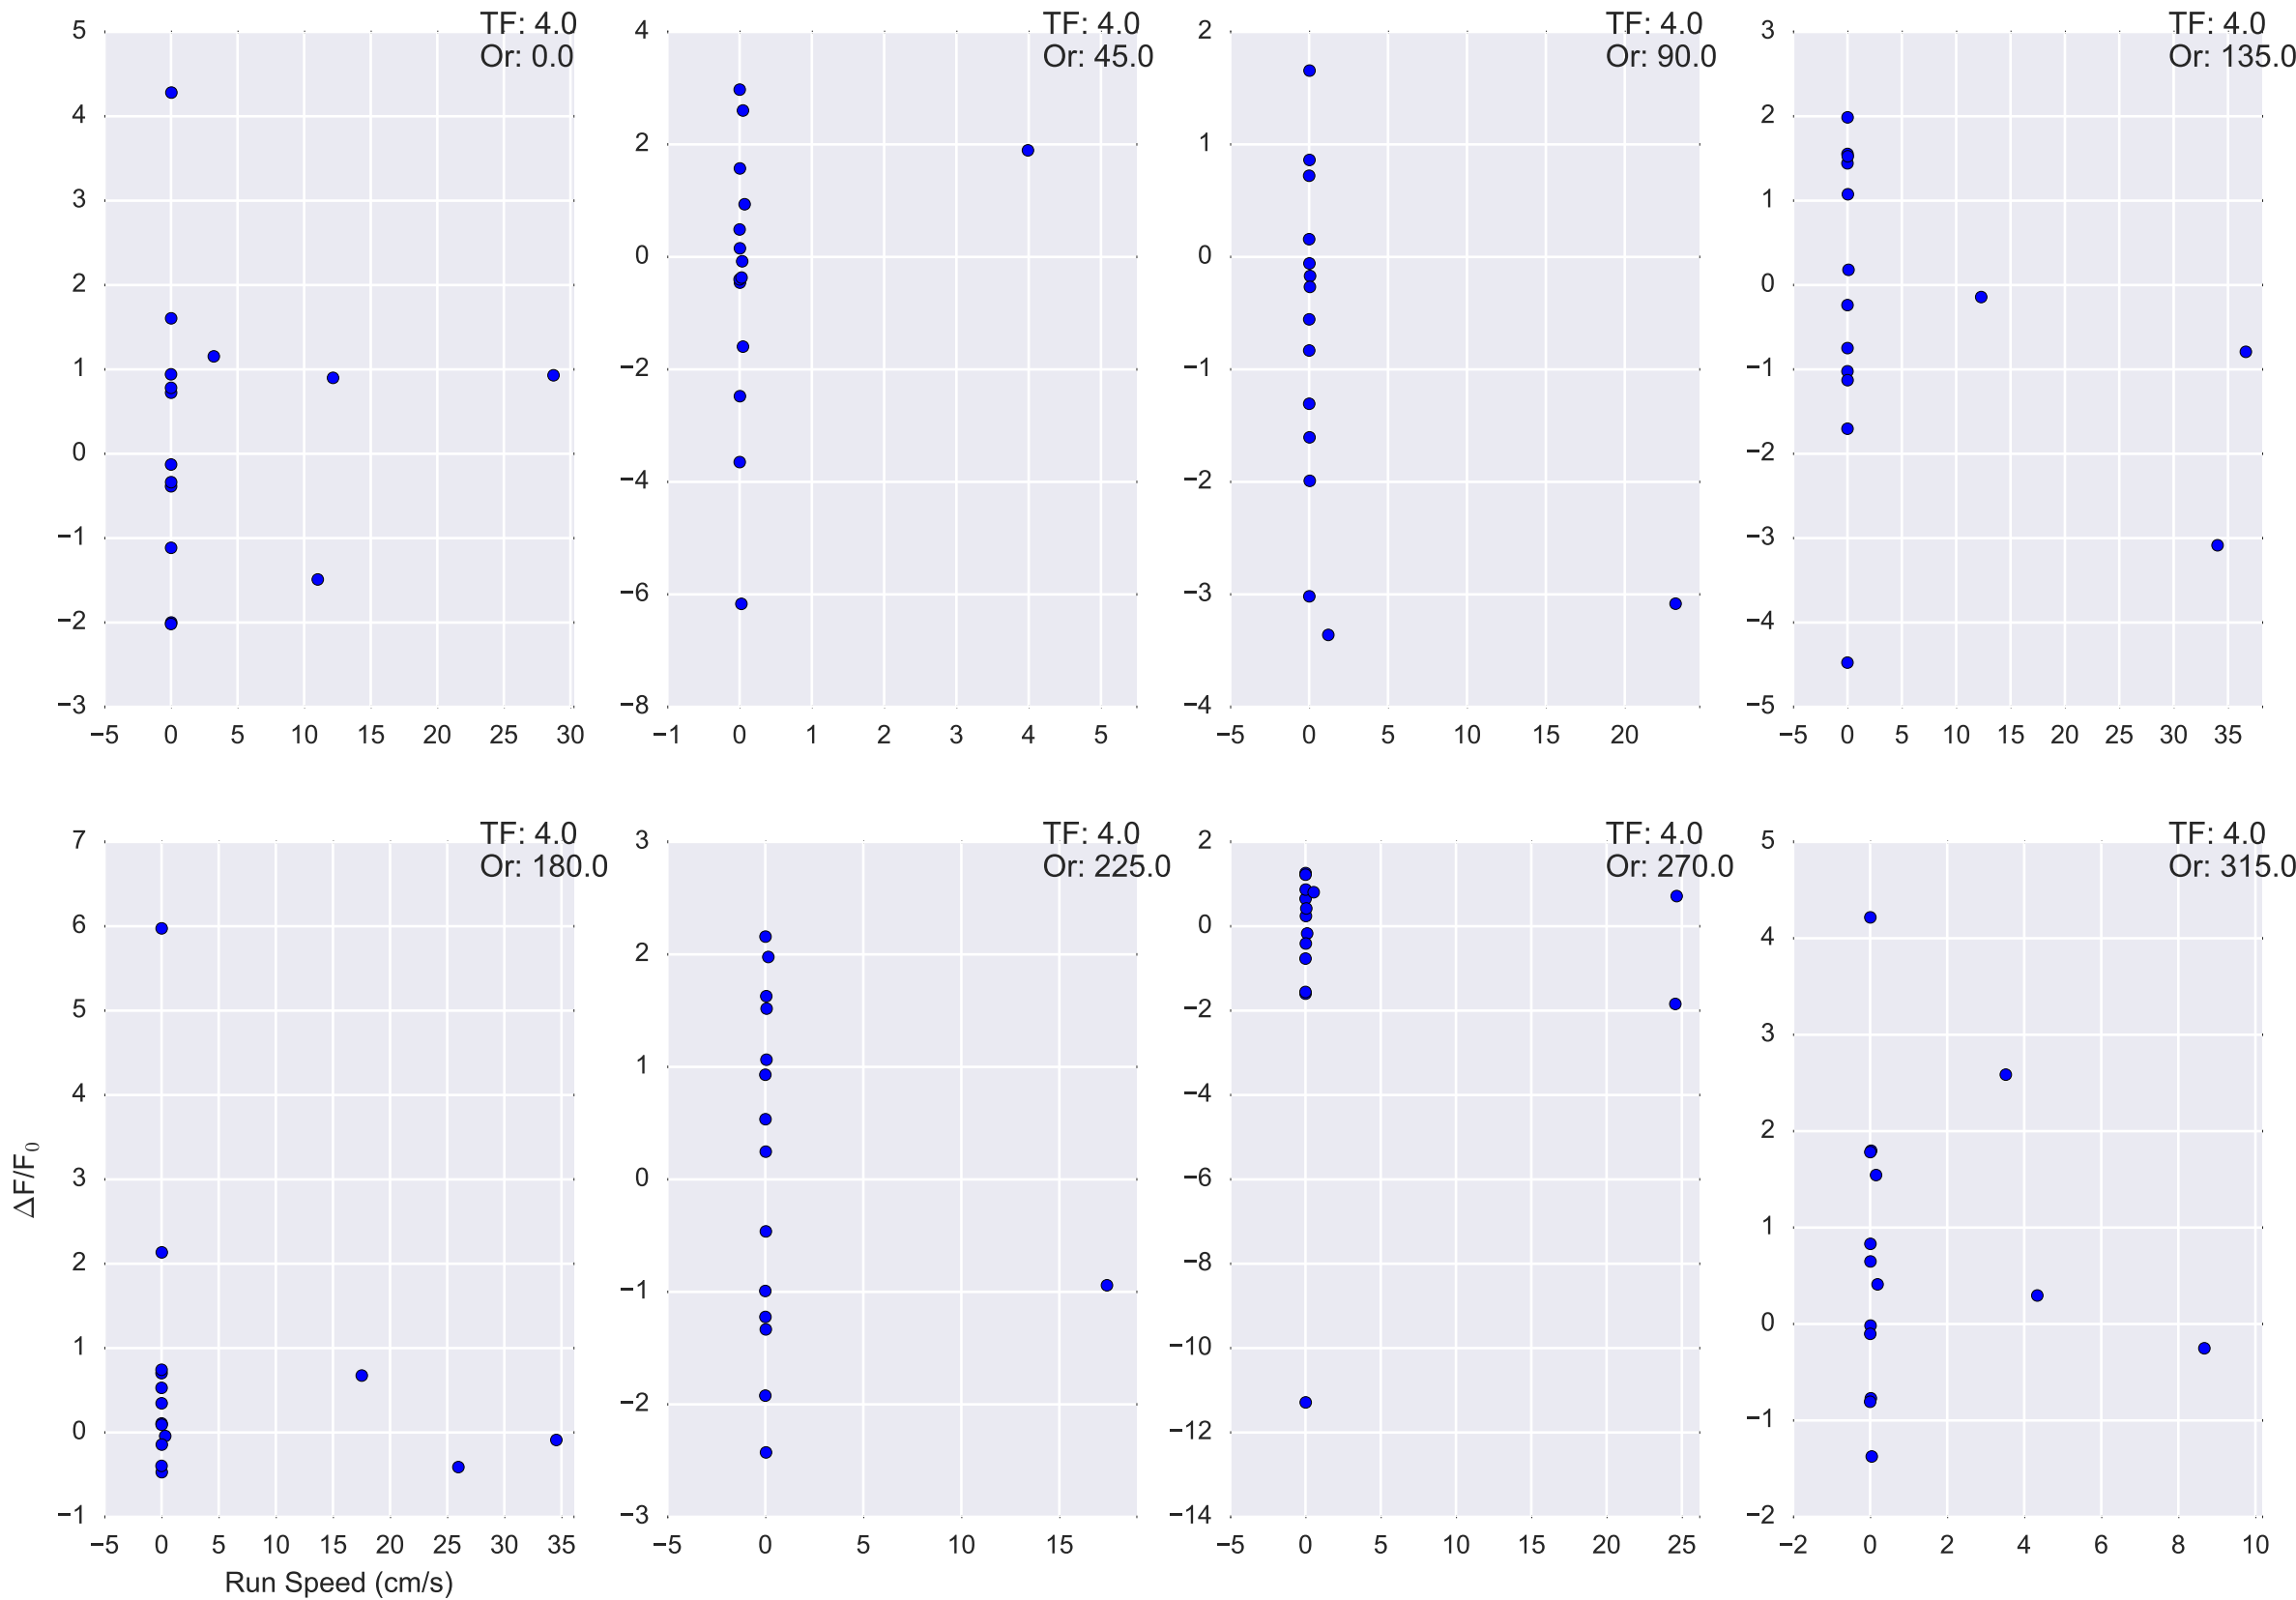 TF: 4.0
Or: 0.0
5
4
3
2
1
0
−1
−2
−3
−5 0 5 10 15 20 25 30
TF: 4.0
Or: 45.0
4
2
0
−2
−4
−6
−8
−1 0 1 2 3 4 5
TF: 4.0
Or: 90.0
2
1
0
−1
−2
−3
−4
−5 0 5 10 15 20
TF: 4.0
Or: 135.0
3
2
1
0
−1
−2
−3
−4
−5
−5 0 5 10 15 20 25 30 35
TF: 4.0
Or: 180.0
7
6
5
4
3
2
1
0
−1
ΔF/F₀
−5 0 5 10 15 20 25 30 35
Run Speed (cm/s)
TF: 4.0
Or: 225.0
3
2
1
0
−1
−2
−3
−5 0 5 10 15
TF: 4.0
Or: 270.0
2
0
−2
−4
−6
−8
−10
−12
−14
−5 0 5 10 15 20 25
TF: 4.0
Or: 315.0
5
4
3
2
1
0
−1
−2
−2 0 2 4 6 8 10